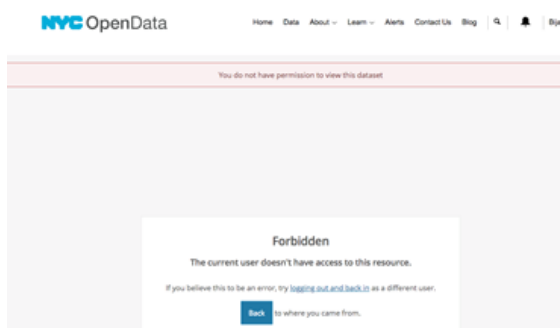 NYC OpenData
Home Data About Learn Alerts Contact Us Blog
You do not have permission to view this dataset
Forbidden
The current user doesn't have access to this resource.
If you believe this to be an error, try logging out and back in as a different user.
Back to where you came from.